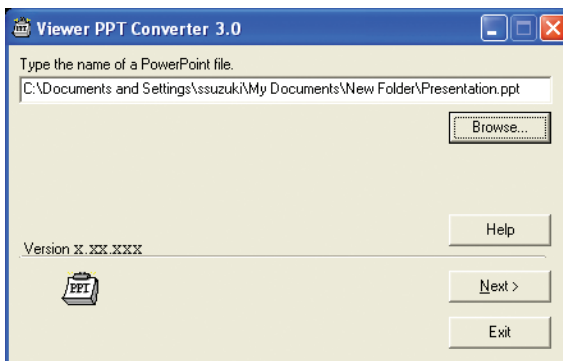 Viewer PPT Converter 3.0
Type the name of a PowerPoint file.
C:\Documents and Settings\ssuzuki\My Documents\New Folder\Presentation.ppt
Browse...
Help
Version X.XX.XXX
PPT
Next >
Exit